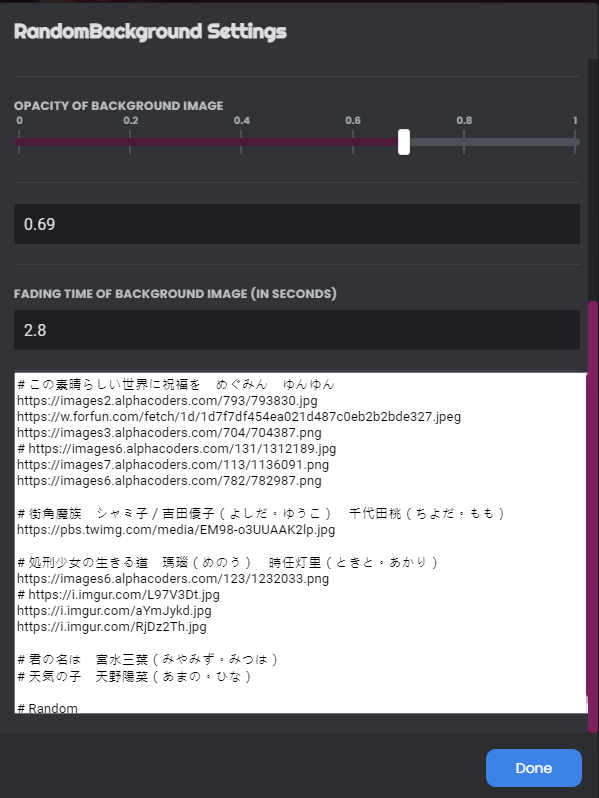 RandomBackground Settings
OPACITY OF BACKGROUND IMAGE
0 0.2 0.4 0.6 0.8 1
0.69
FADING TIME OF BACKGROUND IMAGE (IN SECONDS)
2.8
# この素晴らしい世界に祝福を　めぐみん　ゆんゆん
https://images2.alphacoders.com/793/793830.jpg
https://w.forfun.com/fetch/1d/1d7f7df454ea021d487c0eb2b2bde327.jpeg
https://images3.alphacoders.com/704/704387.png
# https://images6.alphacoders.com/131/1312189.jpg
https://images7.alphacoders.com/113/1136091.png
https://images6.alphacoders.com/782/782987.png
# 街角魔族　シャミ子／吉田優子（よしだ・ゆうこ）　千代田桃（ちよだ・もも）
https://pbs.twimg.com/media/EM98-o3UUAAK2lp.jpg
# 処刑少女の生きる道　瑪瑙（めのう）　時任灯里（ときと・あかり）
https://images6.alphacoders.com/123/1232033.png
# https://i.imgur.com/L97V3Dt.jpg
https://i.imgur.com/aYmJykd.jpg
https://i.imgur.com/RjDz2Th.jpg
# 君の名は　宮水三葉（みやみず・みつは）
# 天気の子　天野陽菜（あまの・ひな）
# Random
Done